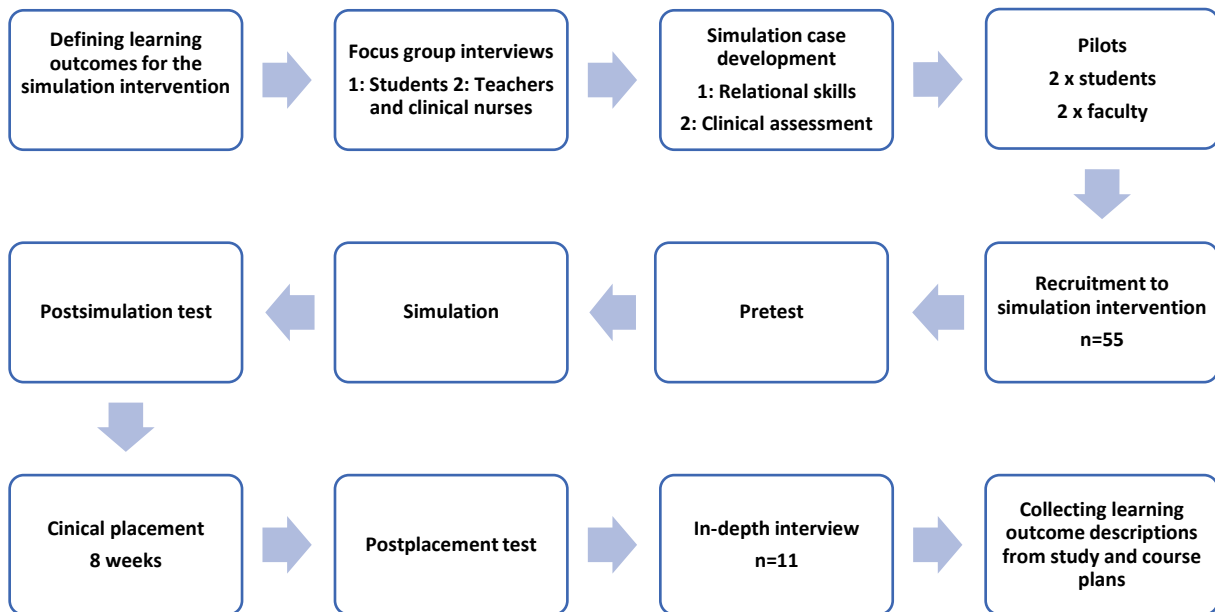 Defining learning
outcomes for the
simulation intervention
Focus group interviews
1: Students 2: Teachers
and clinical nurses
Simulation case
development
1: Relational skills
2: Clinical assessment
Pilots
2 x students
2 x faculty
Recruitment to
simulation intervention
n=55
Pretest
Simulation
Postsimulation test
Cinical placement
8 weeks
Postplacement test
In-depth interview
n=11
Collecting learning
outcome descriptions
from study and course
plans